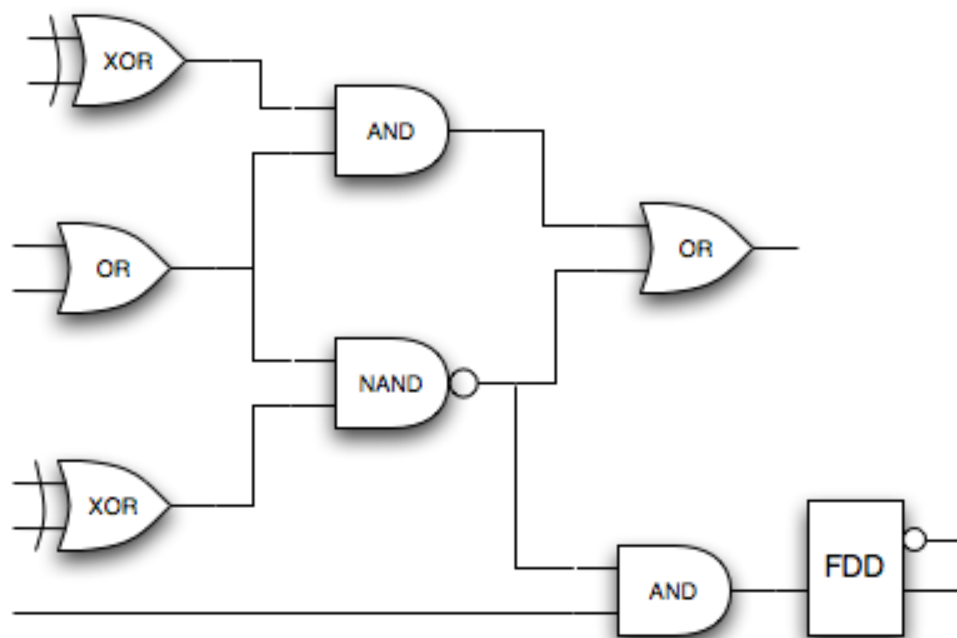 XOR
AND
OR
OR
NAND
XOR
AND
FDD